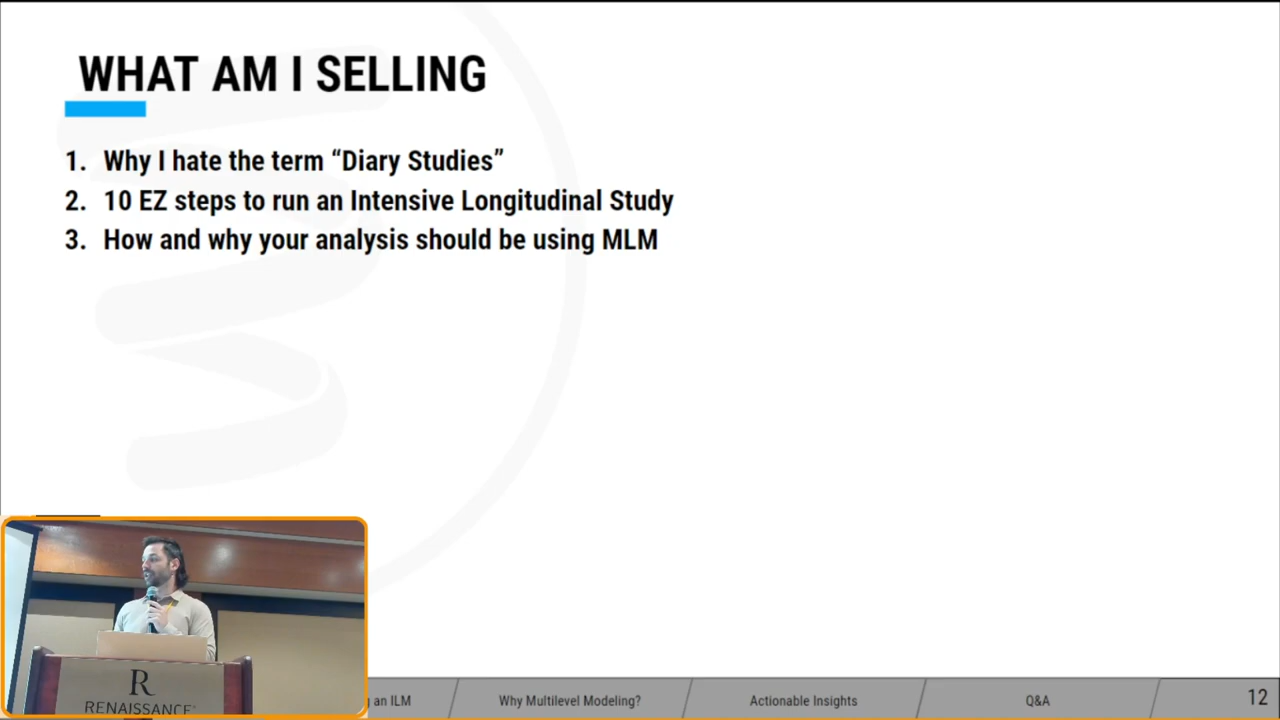 WHAT AM I SELLING
1. Why I hate the term “Diary Studies”
2. 10 EZ steps to run an Intensive Longitudinal Study
3. How and why your analysis should be using MLM
R
RENAISSANCE
an ILM
Why Multilevel Modeling?
Actionable Insights
Q&A
12